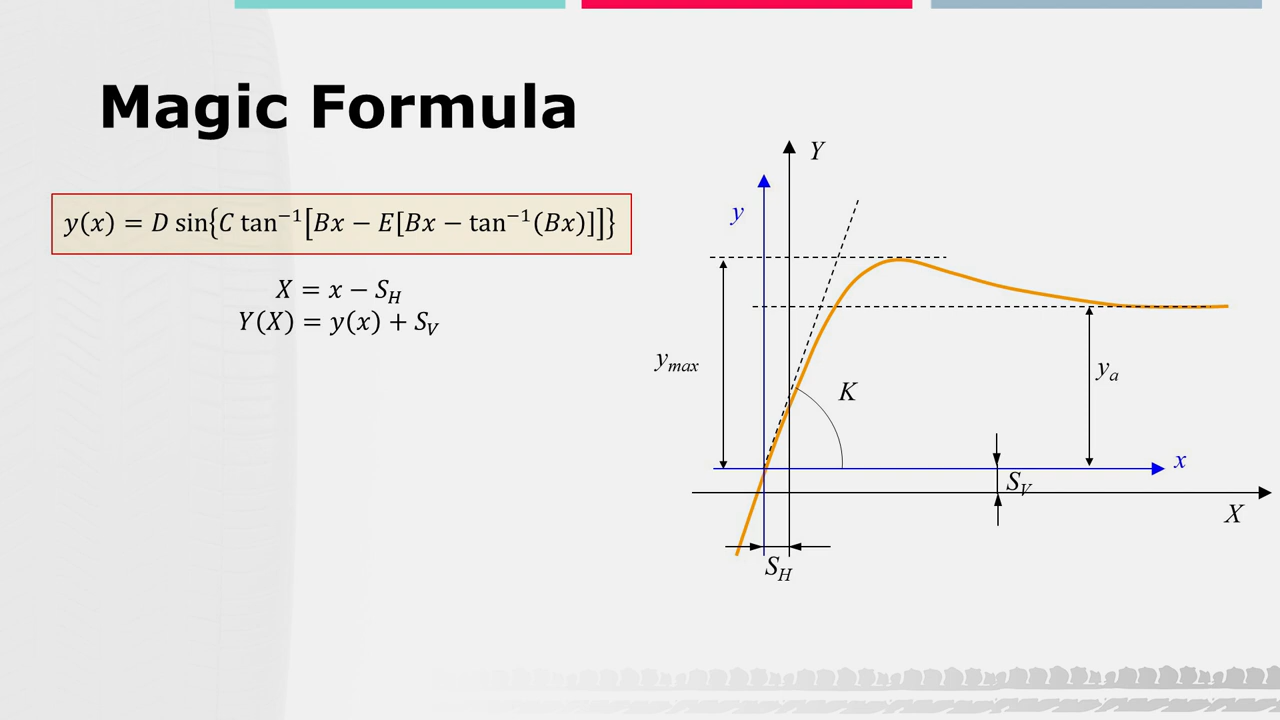 Magic Formula
y(x) = D sin{C tan⁻¹[Bx − E[Bx − tan⁻¹(Bx)]]}
X = x − S_H
Y(X) = y(x) + S_V
Y
y
y_max
K
y_a
x
S_V
X
S_H